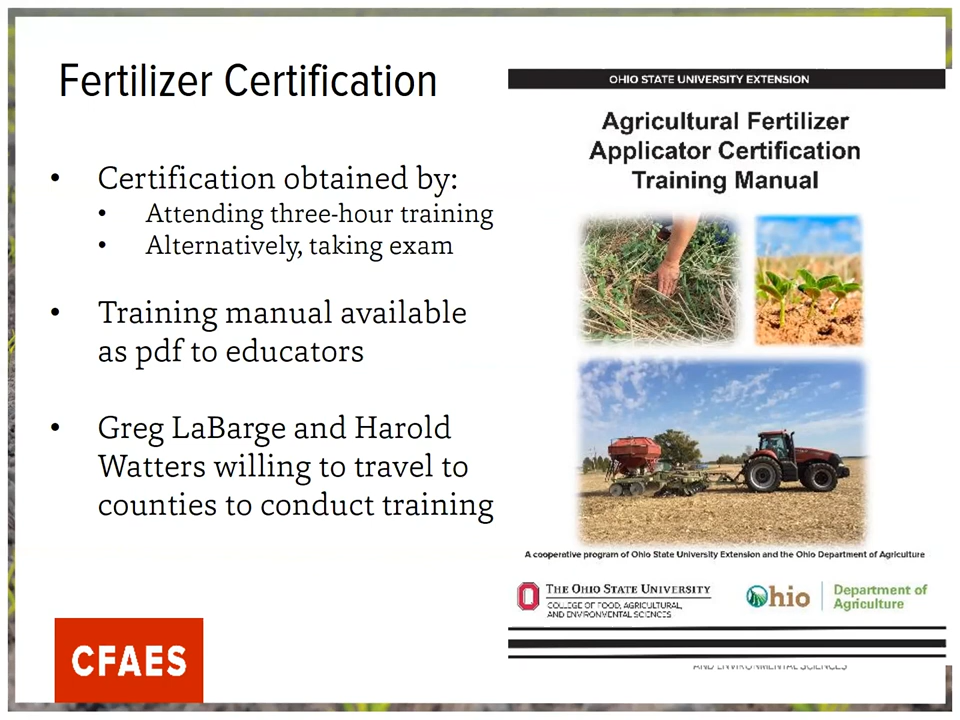 Fertilizer Certification
• Certification obtained by:
• Attending three-hour training
• Alternatively, taking exam
• Training manual available
as pdf to educators
• Greg LaBarge and Harold
Watters willing to travel to
counties to conduct training
CFAES
OHIO STATE UNIVERSITY EXTENSION
Agricultural Fertilizer
Applicator Certification
Training Manual
A cooperative program of Ohio State University Extension and the Ohio Department of Agriculture
THE OHIO STATE UNIVERSITY
COLLEGE OF FOOD, AGRICULTURAL,
AND ENVIRONMENTAL SCIENCES
Ohio
Department of
Agriculture
AND ENVIRONMENTAL SCIENCES